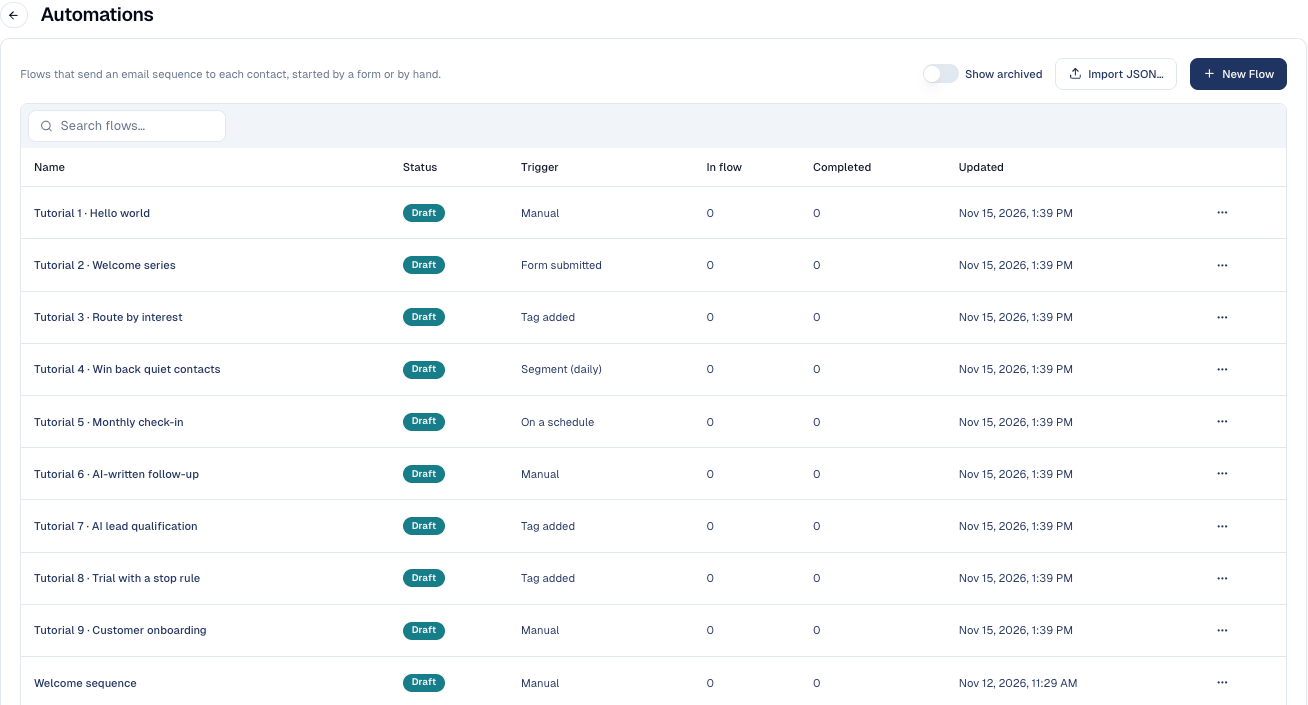 Automations
Flows that send an email sequence to each contact, started by a form or by hand.
Show archived
Import JSON...
+ New Flow
Search flows...
Name Status Trigger In flow Completed Updated
Tutorial 1 · Hello world Draft Manual 0 0 Nov 15, 2026, 1:39 PM ...
Tutorial 2 · Welcome series Draft Form submitted 0 0 Nov 15, 2026, 1:39 PM ...
Tutorial 3 · Route by interest Draft Tag added 0 0 Nov 15, 2026, 1:39 PM ...
Tutorial 4 · Win back quiet contacts Draft Segment (daily) 0 0 Nov 15, 2026, 1:39 PM ...
Tutorial 5 · Monthly check-in Draft On a schedule 0 0 Nov 15, 2026, 1:39 PM ...
Tutorial 6 · AI-written follow-up Draft Manual 0 0 Nov 15, 2026, 1:39 PM ...
Tutorial 7 · AI lead qualification Draft Tag added 0 0 Nov 15, 2026, 1:39 PM ...
Tutorial 8 · Trial with a stop rule Draft Tag added 0 0 Nov 15, 2026, 1:39 PM ...
Tutorial 9 · Customer onboarding Draft Manual 0 0 Nov 15, 2026, 1:39 PM ...
Welcome sequence Draft Manual 0 0 Nov 12, 2026, 11:29 AM ...